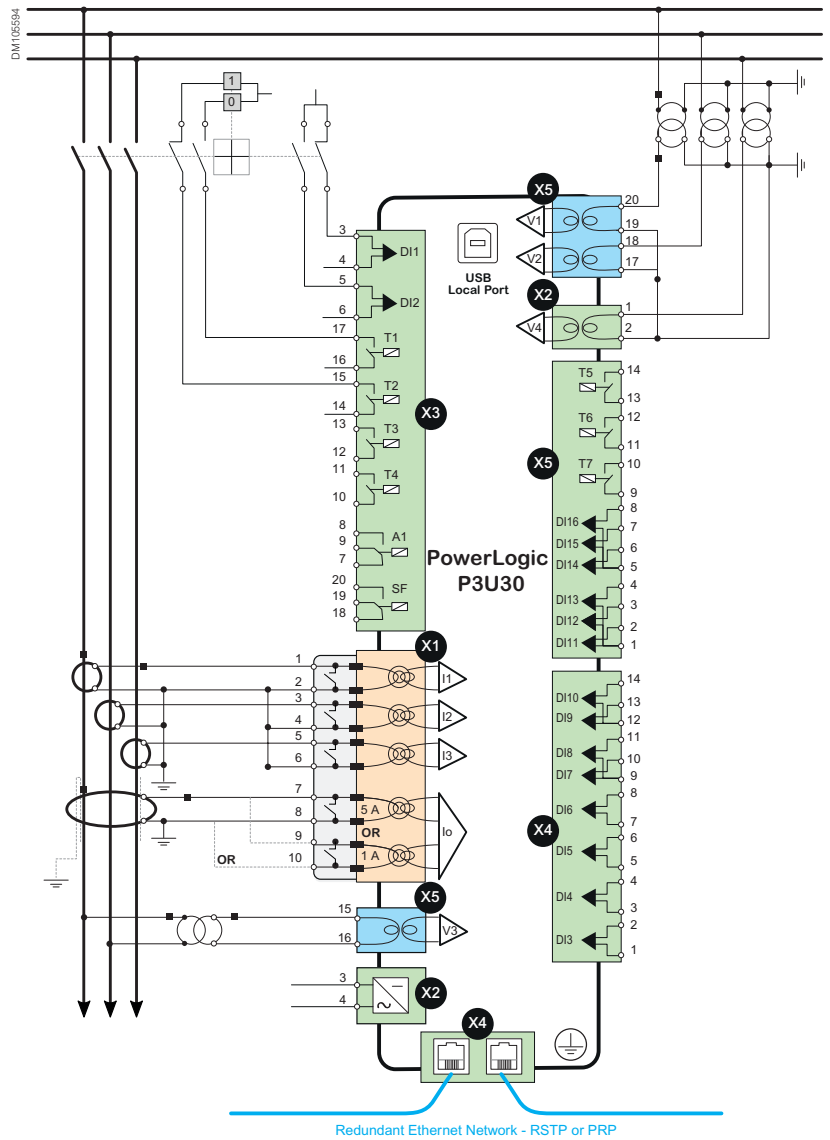 DM105594
1
0
X5
20
V1
19
18
V2
17
USB
Local Port
3
DI1
4
5
DI2
6
X2
1
V4
2
17
T1
16
15
T2
14
X3
13
T3
12
11
T4
10
8
9
A1
7
20
19
SF
18
T5
14
13
T6
12
11
X5
T7
10
9
8
DI16
7
DI15
6
DI14
5
4
DI13
3
DI12
2
DI11
1
PowerLogic
P3U30
X1
1
I1
2
3
I2
4
5
I3
6
7
5 A
8
OR
Io
9
1 A
10
OR
14
DI10
13
DI9
12
11
DI8
10
DI7
9
8
DI6
7
X4
6
DI5
5
4
DI4
3
2
DI3
1
X5
15
V3
16
X2
3
4
X4
Redundant Ethernet Network - RSTP or PRP